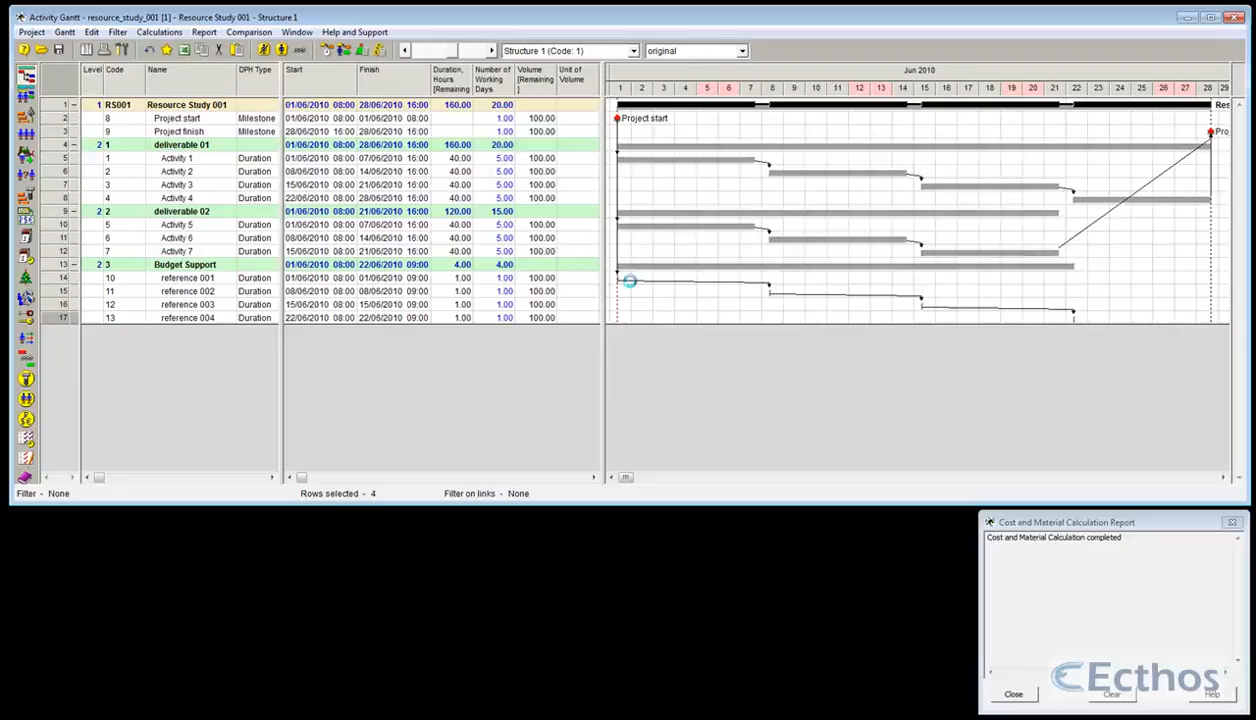 Activity Gantt - resource_study_001 [1] - Resource Study 001 - Structure 1
Project Gantt Edit Filter Calculations Report Comparison Window Help and Support
Structure 1 (Code: 1) original
Level Code Name DPH Type Start Finish Duration, Hours [Remaining Number of Working Days Volume [Remaining ] Unit of Volume
Jun 2010
1 2 3 4 5 6 7 8 9 10 11 12 13 14 15 16 17 18 19 20 21 22 23 24 25 26 27 28 29
1 1 RS001 Resource Study 001 01/06/2010 08:00 28/06/2010 16:00 160.00 20.00 Res
2 8 Project start Milestone 01/06/2010 08:00 01/06/2010 08:00 1.00 100.00 Project start
3 9 Project finish Milestone 28/06/2010 16:00 28/06/2010 16:00 1.00 100.00 Pro
4 2 1 deliverable 01 01/06/2010 08:00 28/06/2010 16:00 160.00 20.00
5 1 Activity 1 Duration 01/06/2010 08:00 07/06/2010 16:00 40.00 5.00 100.00
6 2 Activity 2 Duration 08/06/2010 08:00 14/06/2010 16:00 40.00 5.00 100.00
7 3 Activity 3 Duration 15/06/2010 08:00 21/06/2010 16:00 40.00 5.00 100.00
8 4 Activity 4 Duration 22/06/2010 08:00 28/06/2010 16:00 40.00 5.00 100.00
9 2 2 deliverable 02 01/06/2010 08:00 21/06/2010 16:00 120.00 15.00
10 5 Activity 5 Duration 01/06/2010 08:00 07/06/2010 16:00 40.00 5.00 100.00
11 6 Activity 6 Duration 08/06/2010 08:00 14/06/2010 16:00 40.00 5.00 100.00
12 7 Activity 7 Duration 15/06/2010 08:00 21/06/2010 16:00 40.00 5.00 100.00
13 2 3 Budget Support 01/06/2010 08:00 22/06/2010 09:00 4.00 4.00
14 10 reference 001 Duration 01/06/2010 08:00 01/06/2010 09:00 1.00 1.00 100.00
15 11 reference 002 Duration 08/06/2010 08:00 08/06/2010 09:00 1.00 1.00 100.00
16 12 reference 003 Duration 15/06/2010 08:00 15/06/2010 09:00 1.00 1.00 100.00
17 13 reference 004 Duration 22/06/2010 08:00 22/06/2010 09:00 1.00 1.00 100.00
Filter - None Rows selected - 4 Filter on links - None
Cost and Material Calculation Report
Cost and Material Calculation completed
Ecthos
Close Clear Help